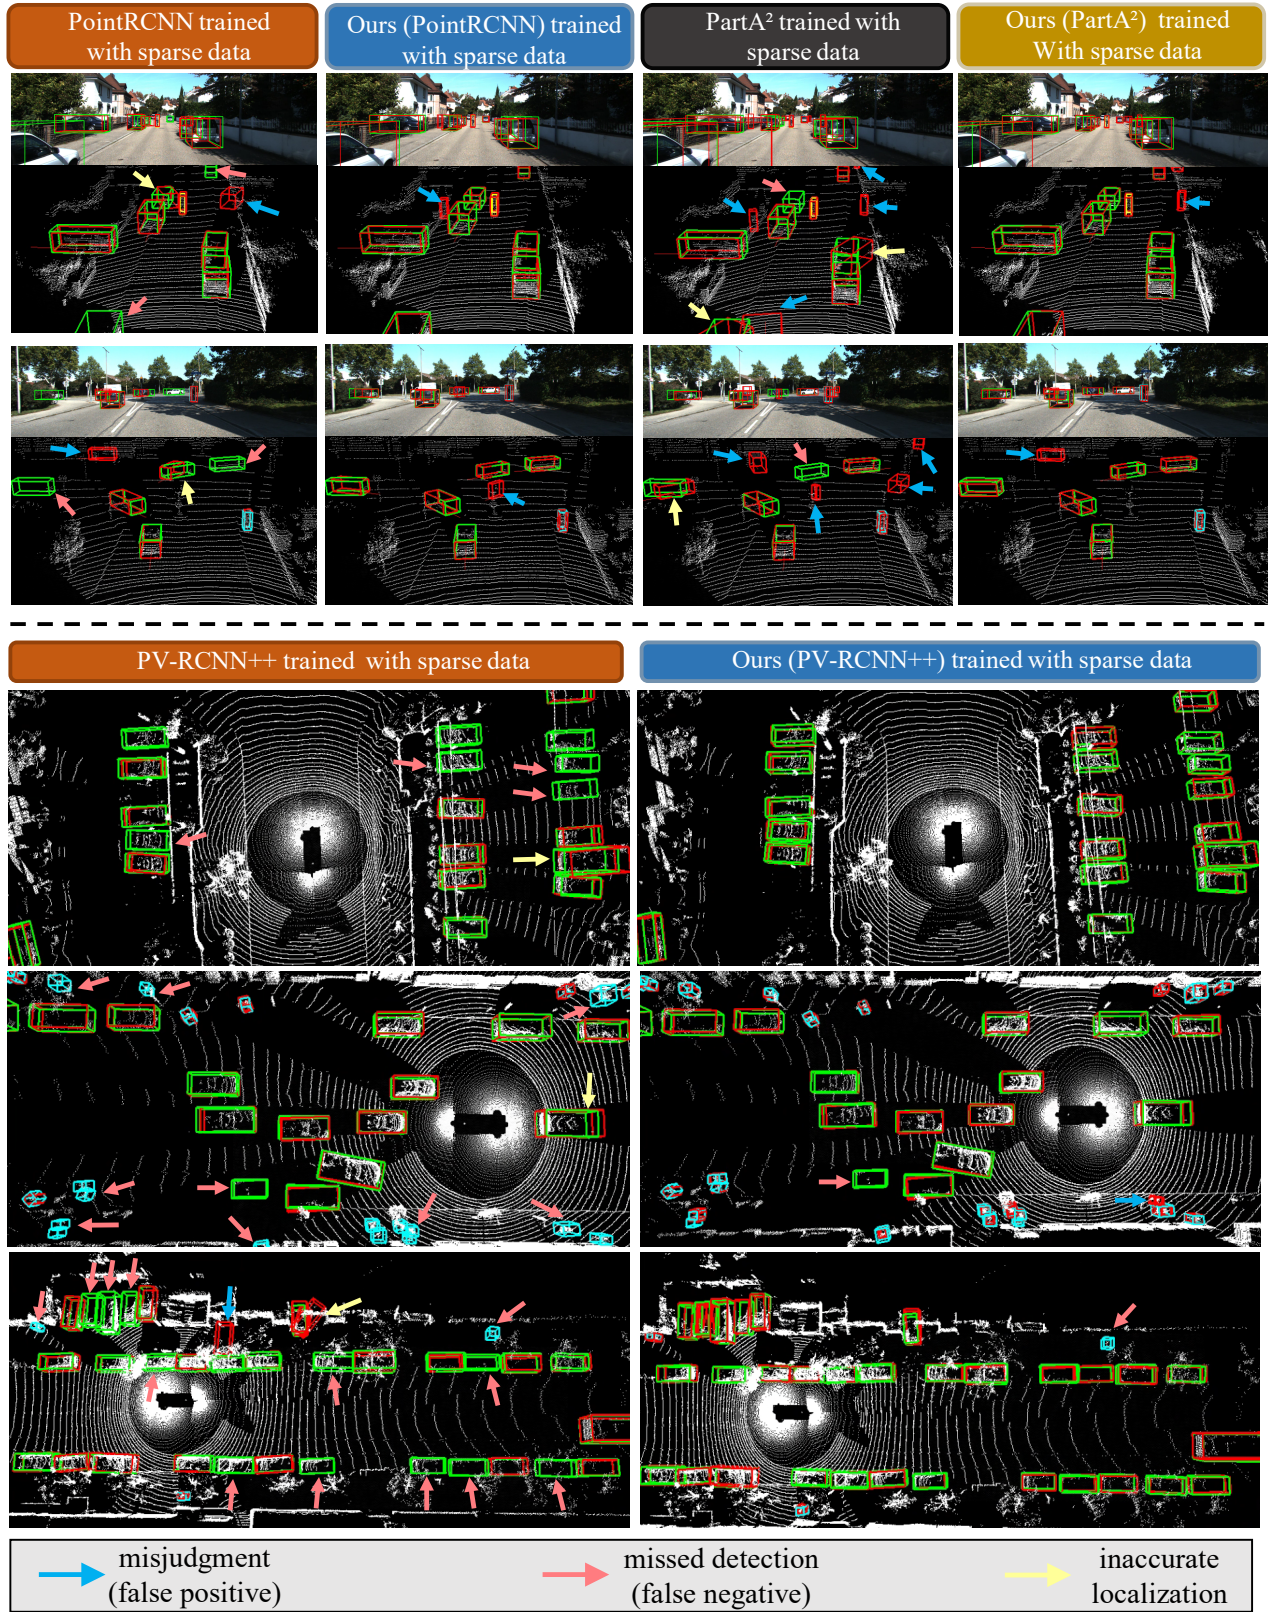 PointRCNN trained
with sparse data
Ours (PointRCNN) trained
with sparse data
PartA² trained with
sparse data
Ours (PartA²) trained
With sparse data
PV-RCNN++ trained with sparse data
Ours (PV-RCNN++) trained with sparse data
misjudgment
(false positive)
missed detection
(false negative)
inaccurate
localization